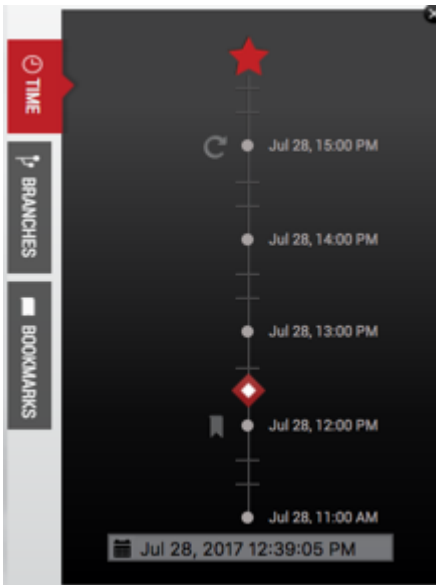 TIME
BRANCHES
BOOKMARKS
Jul 28, 15:00 PM
Jul 28, 14:00 PM
Jul 28, 13:00 PM
Jul 28, 12:00 PM
Jul 28, 11:00 AM
Jul 28, 2017 12:39:05 PM